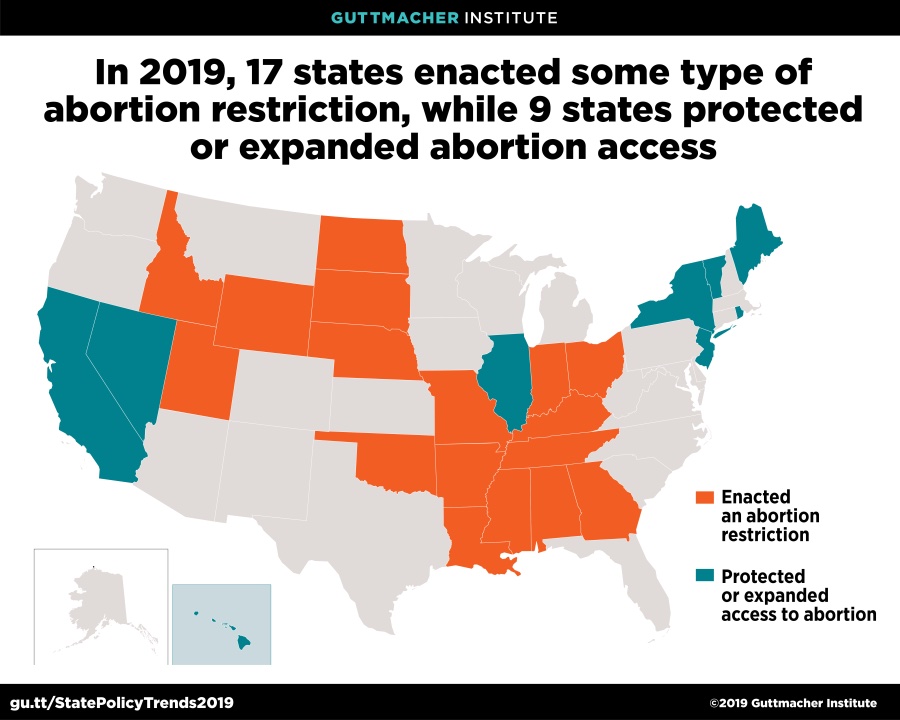 GUTTMACHER INSTITUTE
In 2019, 17 states enacted some type of
abortion restriction, while 9 states protected
or expanded abortion access
Enacted
an abortion
restriction
Protected
or expanded
access to abortion
gu.tt/StatePolicyTrends2019
©2019 Guttmacher Institute